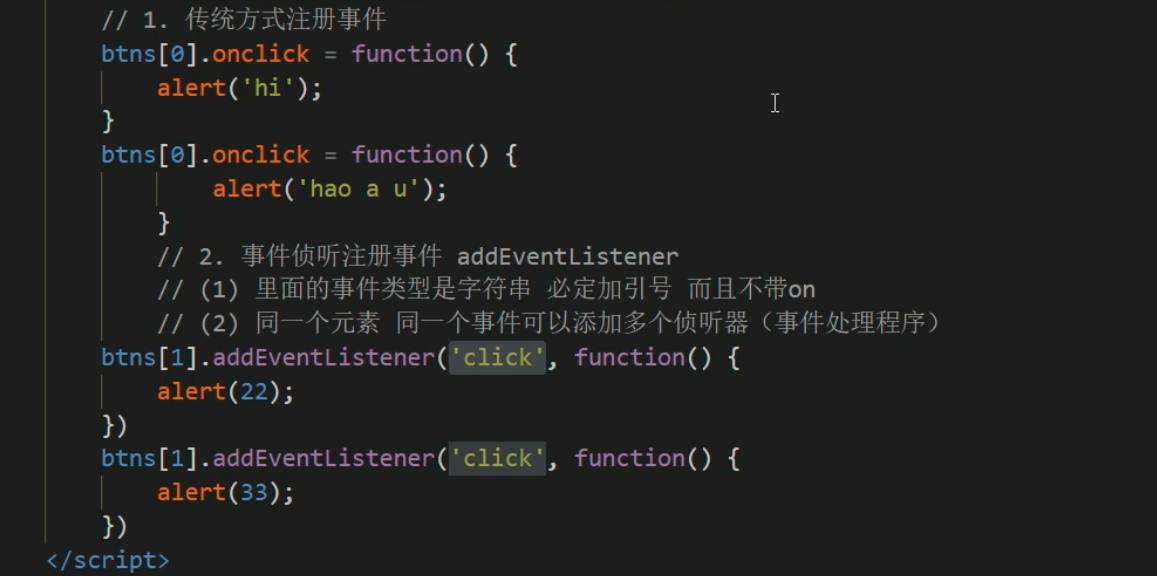 // 1. 传统方式注册事件
btns[0].onclick = function() {
alert('hi');
}
btns[0].onclick = function() {
alert('hao a u');
}
// 2. 事件侦听注册事件 addEventListener
// (1) 里面的事件类型是字符串 必定加引号 而且不带on
// (2) 同一个元素 同一个事件可以添加多个侦听器（事件处理程序）
btns[1].addEventListener('click', function() {
alert(22);
})
btns[1].addEventListener('click', function() {
alert(33);
})
</script>